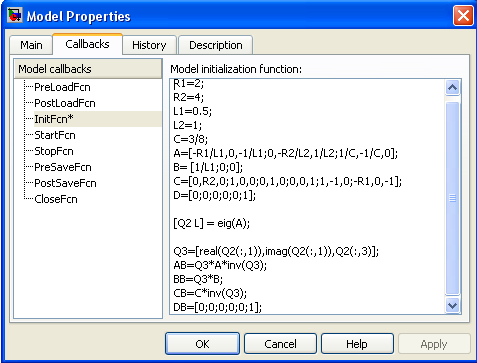 Model Properties
Main
Callbacks
History
Description
Model callbacks
PreLoadFcn
PostLoadFcn
InitFcn*
StartFcn
StopFcn
PreSaveFcn
PostSaveFcn
CloseFcn
Model initialization function:
R1=2;
R2=4;
L1=0.5;
L2=1;
C=3/8;
A=[-R1/L1,0,-1/L1;0,-R2/L2,1/L2;1/C,-1/C,0];
B= [1/L1;0;0];
C=[0,R2,0;1,0,0;0,1,0;0,0,1;1,-1,0;-R1,0,-1];
D=[0;0;0;0;0;1];
[Q2 L] = eig(A);
Q3=[real(Q2(:,1)),imag(Q2(:,1)),Q2(:,3)];
AB=Q3*A*inv(Q3);
BB=Q3*B;
CB=C*inv(Q3);
DB=[0;0;0;0;0;1];
OK
Cancel
Help
Apply